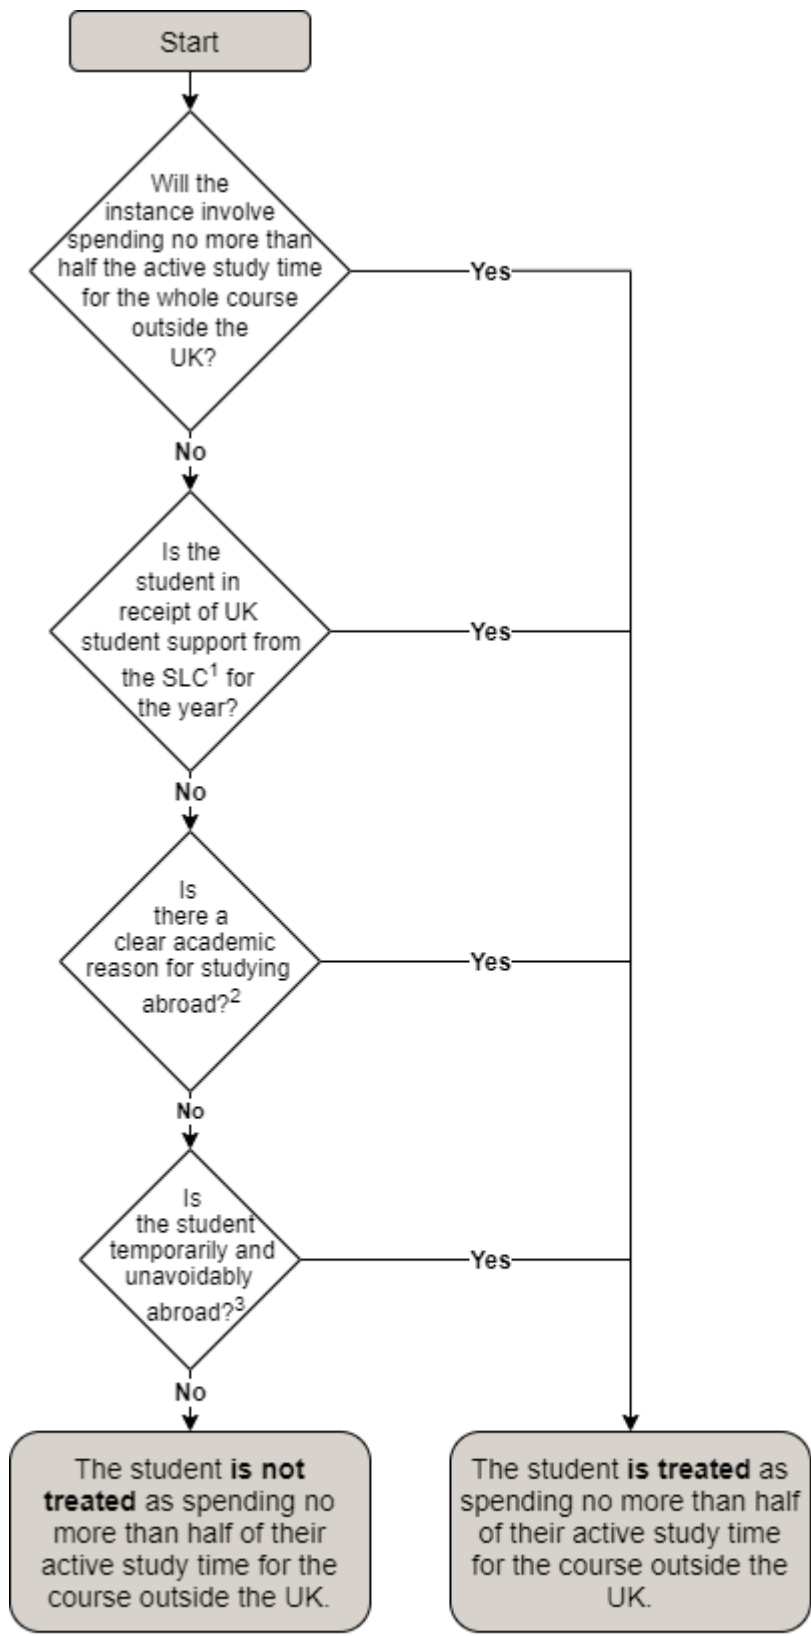 Start
Will the
instance involve
spending no more than
half the active study time
for the whole course
outside the
UK?
Yes
No
Is the
student in
receipt of UK
student support from
the SLC¹ for
the year?
Yes
No
Is
there a
clear academic
reason for studying
abroad?²
Yes
No
Is
the student
temporarily and
unavoidably
abroad?³
Yes
No
The student is not
treated as spending no
more than half of their
active study time for the
course outside the UK.
The student is treated as
spending no more than half
of their active study time
for the course outside the
UK.